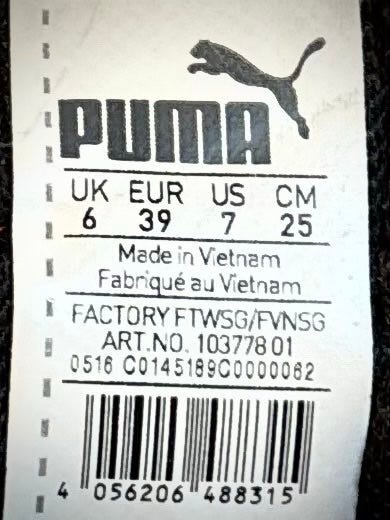 PUMA
UK EUR US CM
6 39 7 25
Made in Vietnam
Fabriqué au Vietnam
FACTORY FTWSG/FVNSG
ART.NO. 103778 01
0516 C0145189C0000062
4 056206 488315